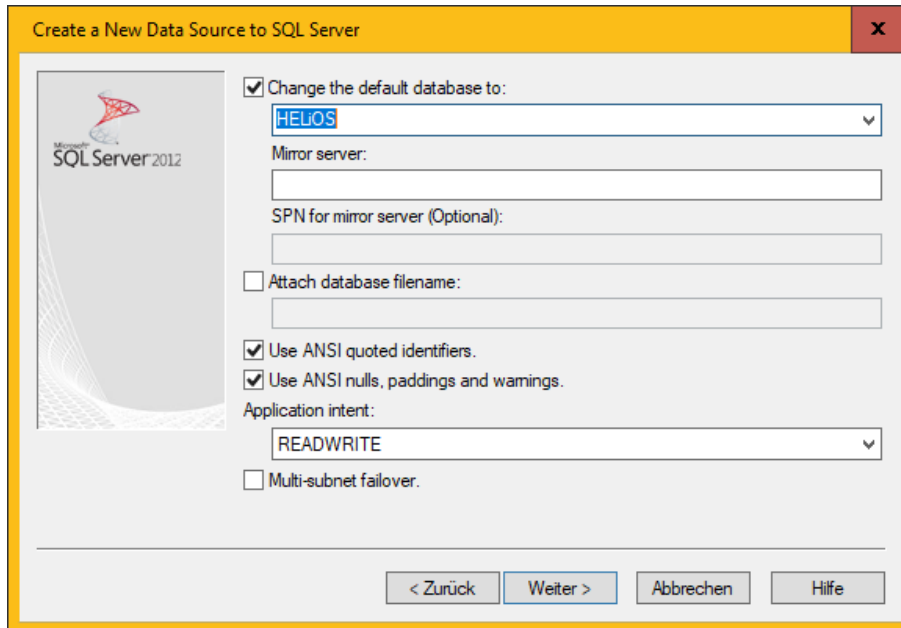 Create a New Data Source to SQL Server
x
Microsoft®
SQL Server®2012
Change the default database to:
HELiOS
Mirror server:
SPN for mirror server (Optional):
Attach database filename:
Use ANSI quoted identifiers.
Use ANSI nulls, paddings and warnings.
Application intent:
READWRITE
Multi-subnet failover.
< Zurück
Weiter >
Abbrechen
Hilfe